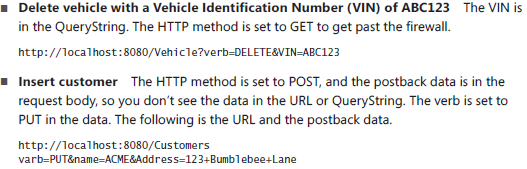 ■ Delete vehicle with a Vehicle Identification Number (VIN) of ABC123 The VIN is
in the QueryString. The HTTP method is set to GET to get past the firewall.
http://localhost:8080/Vehicle?verb=DELETE&VIN=ABC123
■ Insert customer The HTTP method is set to POST, and the postback data is in the
request body, so you don't see the data in the URL or QueryString. The verb is set to
PUT in the data. The following is the URL and the postback data.
http://localhost:8080/Customers
varb=PUT&name=ACME&Address=123+Bumblebee+Lane